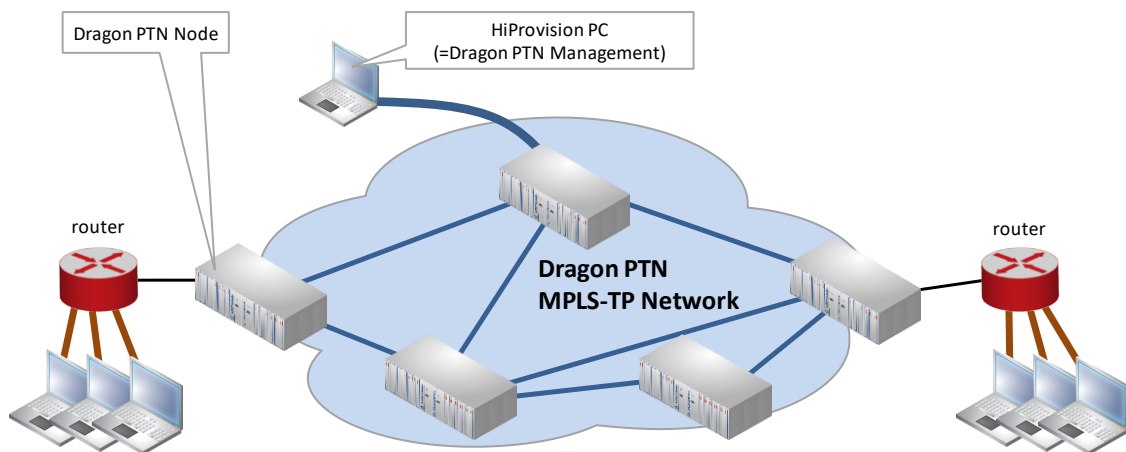 Dragon PTN Node
HiProvision PC
(=Dragon PTN Management)
router
router
Dragon PTN
MPLS-TP Network